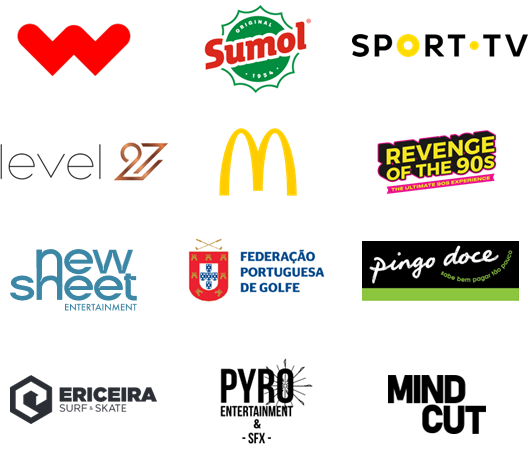 ORIGINAL
Sumol®
· 1954 ·
SPORT·TV
level 27
REVENGE
OF THE 90s
THE ULTIMATE 90S EXPERIENCE
new
sheet
ENTERTAINMENT
FEDERAÇÃO
PORTUGUESA
DE GOLFE
pingo doce
sabe bem pagar tão pouco
ERICEIRA
SURF & SKATE
PYRO
ENTERTAINMENT
&
- SFX -
MIND
CUT